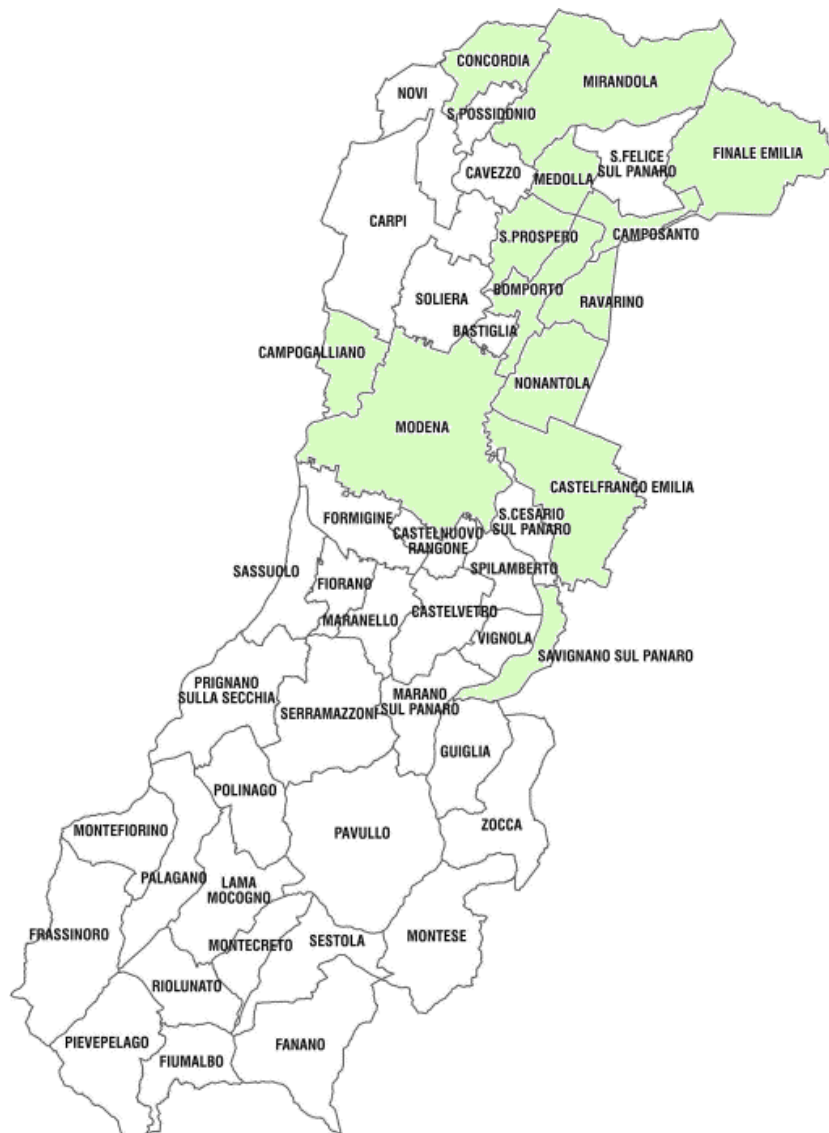 CONCORDIA
MIRANDOLA
NOVI
S.POSSIDONIO
FINALE EMILIA
S.FELICE
SUL PANARO
CAVEZZO
MEDOLLA
CARPI
S.PROSPERO
CAMPOSANTO
BOMPORTO
SOLIERA
RAVARINO
BASTIGLIA
CAMPOGALLIANO
NONANTOLA
MODENA
CASTELFRANCO EMILIA
S.CESARIO
SUL PANARO
FORMIGINE
CASTELNUOVO
RANGONE
SPILAMBERTO
SASSUOLO
FIORANO
MARANELLO
CASTELVETRO
VIGNOLA
SAVIGNANO SUL PANARO
PRIGNANO
SULLA SECCHIA
MARANO
SUL PANARO
SERRAMAZZONI
GUIGLIA
POLINAGO
ZOCCA
MONTEFIORINO
PAVULLO
PALAGANO
LAMA
MOCOGNO
FRASSINORO
MONTECRETO
SESTOLA
MONTESE
RIOLUNATO
PIEVEPELAGO
FIUMALBO
FANANO